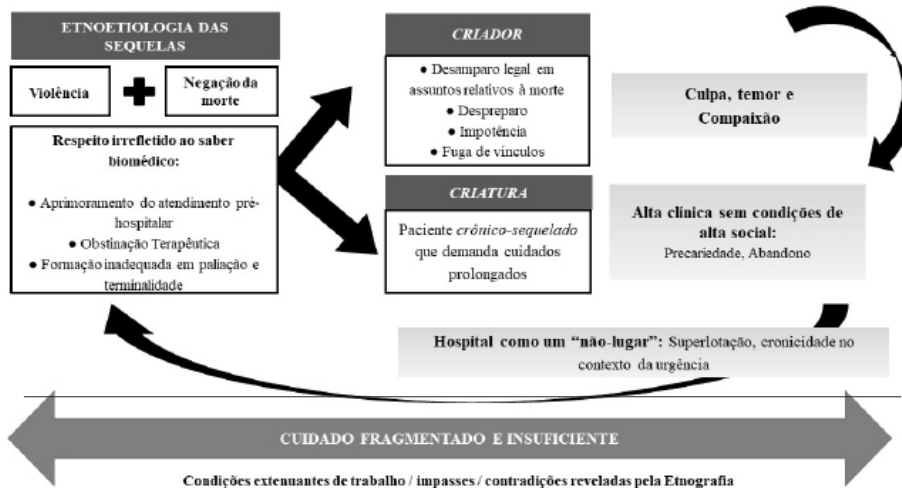 ETNOETIOLOGIA DAS
SEQUELAS
Violência
Negação da
morte
Respeito irrefletido ao saber
biomédico:
● Aprimoramento do atendimento pré-
hospitalar
● Obstinação Terapêutica
● Formação inadequada em paliação e
terminalidade
CRIADOR
● Desamparo legal em
assuntos relativos à morte
● Despreparo
● Impotência
● Fuga de vínculos
CRIATURA
Paciente crônico-sequelado
que demanda cuidados
prolongados
Culpa, temor e
Compaixão
Alta clínica sem condições de
alta social:
Precariedade, Abandono
Hospital como um “não-lugar”: Superlotação, cronicidade no
contexto da urgência
CUIDADO FRAGMENTADO E INSUFICIENTE
Condições extenuantes de trabalho / impasses / contradições reveladas pela Etnografia